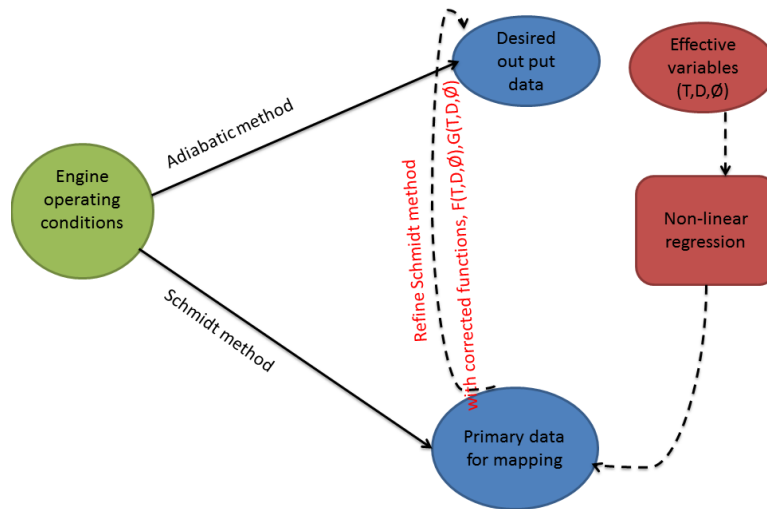 Engine
operating
conditions
Adiabatic method
Schmidt method
Desired
out put
data
Refine Schmidt method
with corrected functions, F(T,D,Ø),G(T,D,Ø)
Primary data
for mapping
Effective
variables
(T,D,Ø)
Non-linear
regression